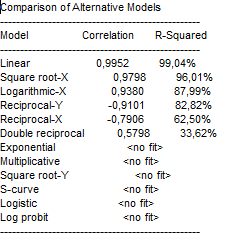 Comparison of Alternative Models
--------------------------------------------------
Model Correlation R-Squared
--------------------------------------------------
Linear 0,9952 99,04%
Square root-X 0,9798 96,01%
Logarithmic-X 0,9380 87,99%
Reciprocal-Y -0,9101 82,82%
Reciprocal-X -0,7906 62,50%
Double reciprocal 0,5798 33,62%
Exponential <no fit>
Multiplicative <no fit>
Square root-Y <no fit>
S-curve <no fit>
Logistic <no fit>
Log probit <no fit>
--------------------------------------------------